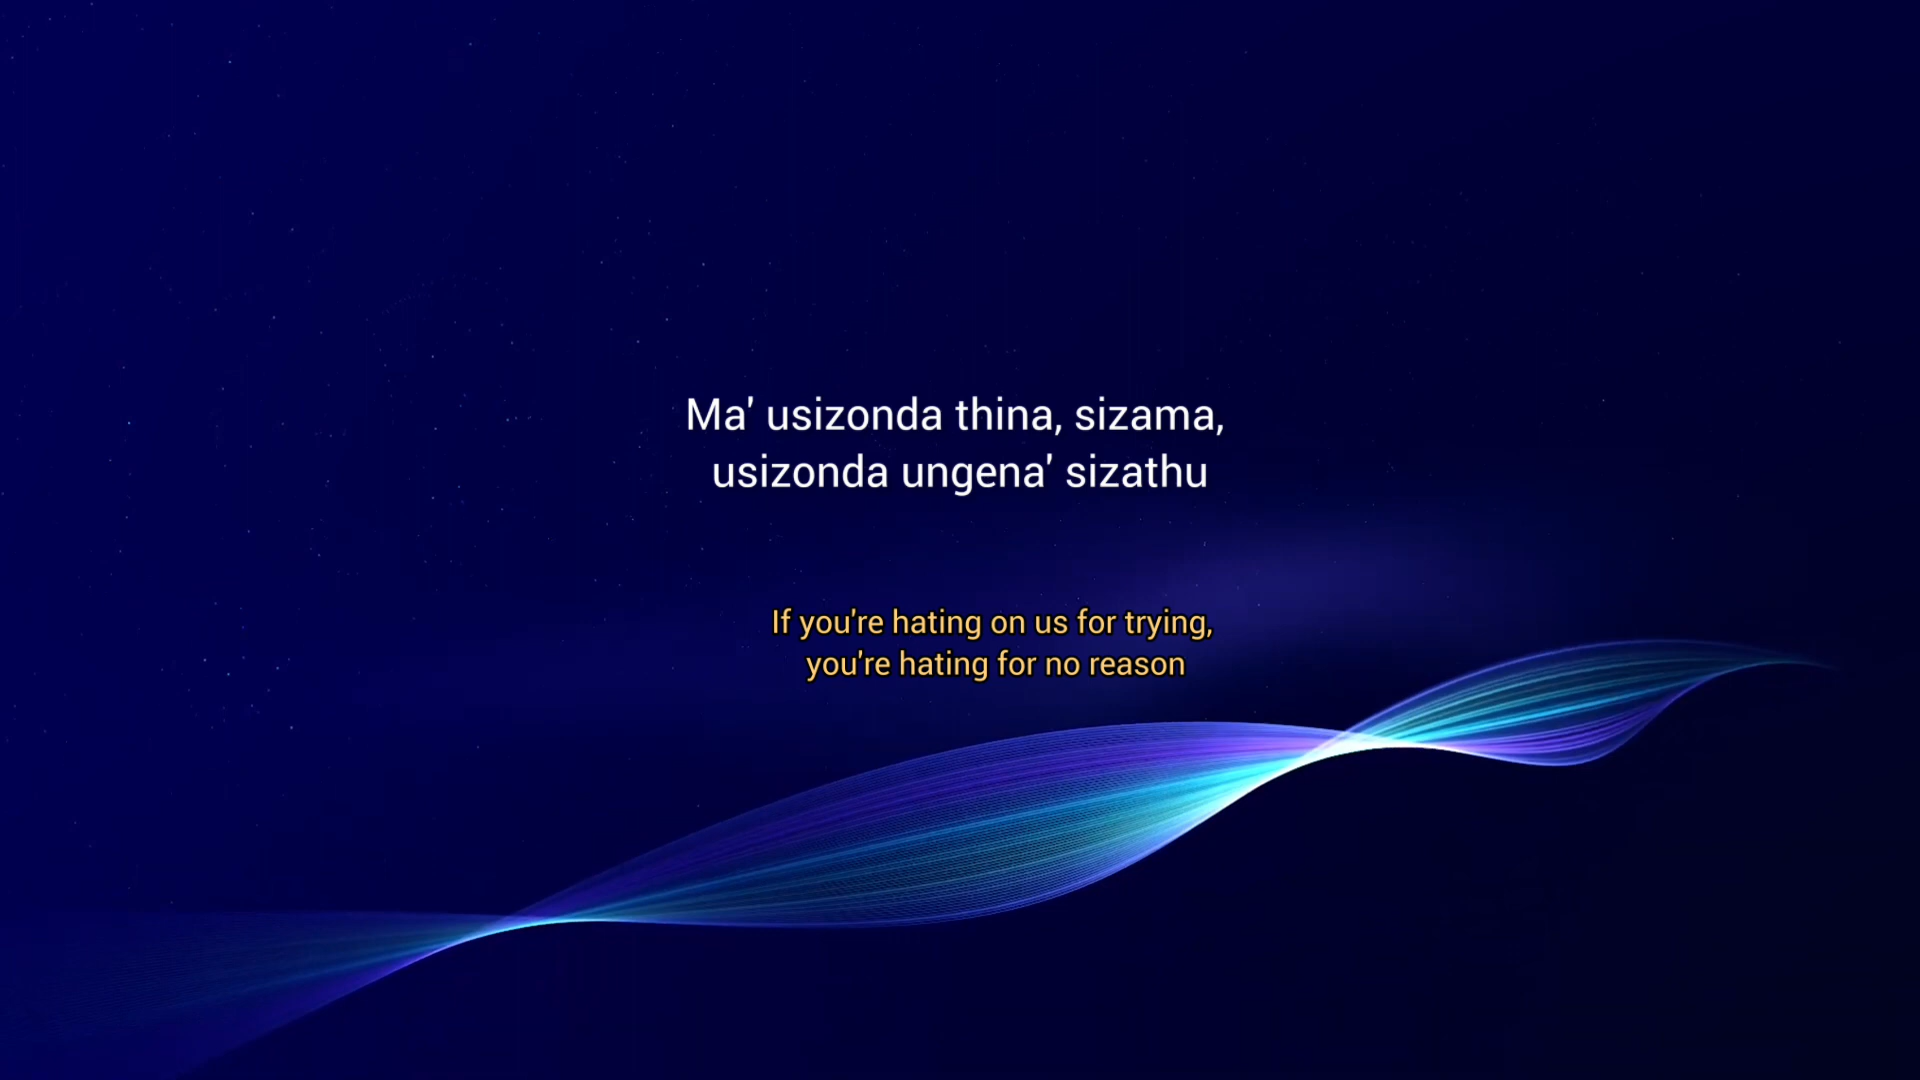 Ma' usizonda thina, sizama,
usizonda ungena' sizathu
If you're hating on us for trying,
you're hating for no reason